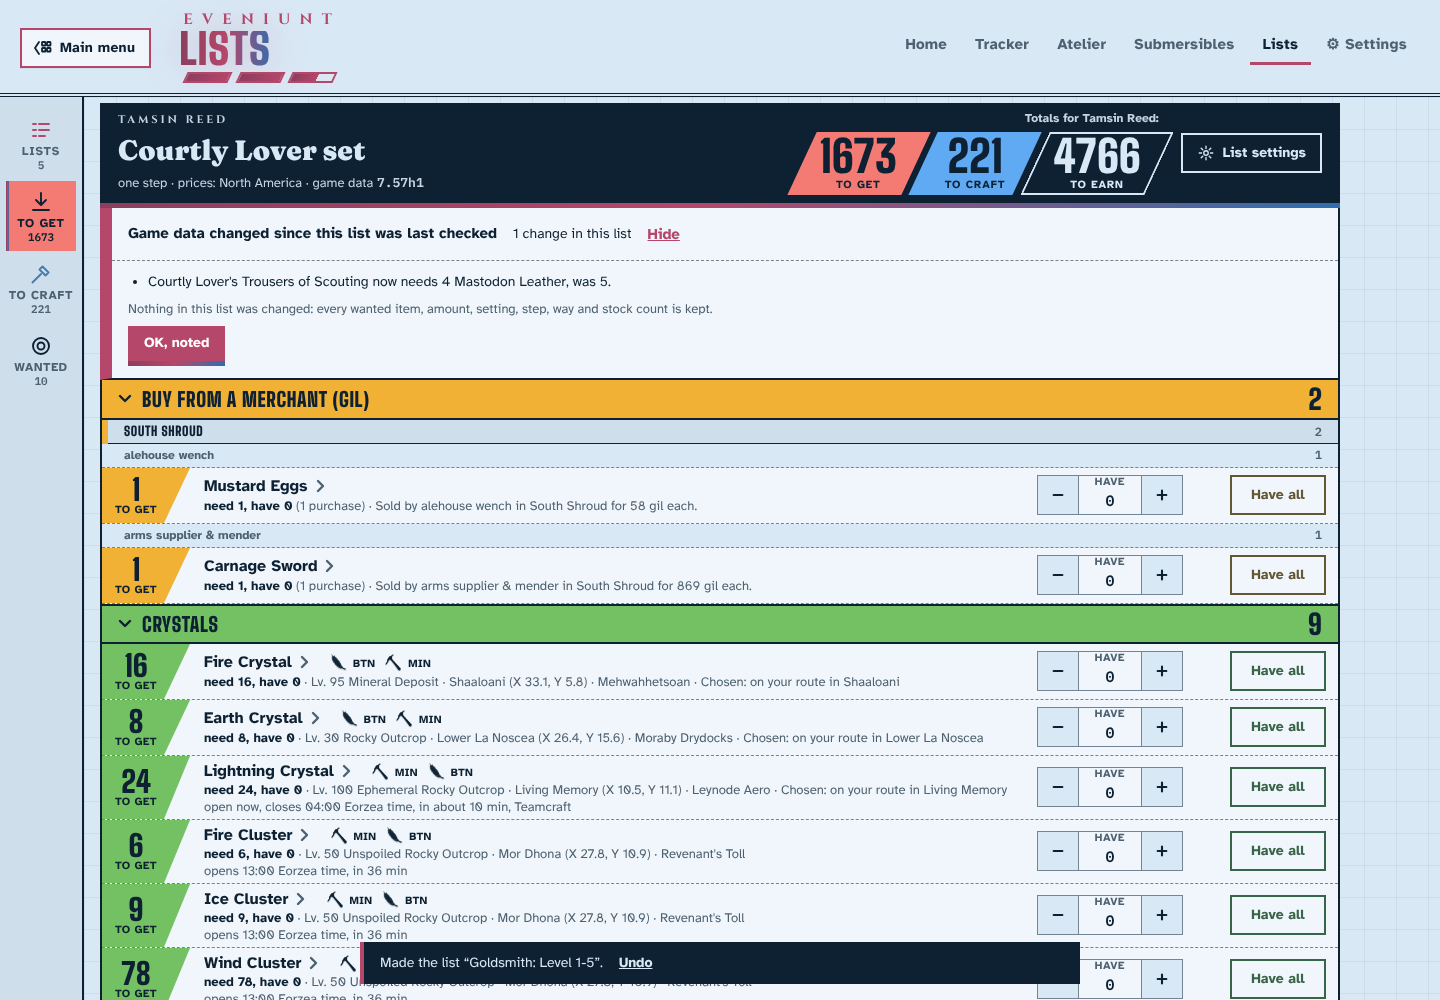 Main menu
EVENIUNT
LISTS
Home
Tracker
Atelier
Submersibles
Lists
Settings
LISTS
5
TO GET
1673
TO CRAFT
221
WANTED
10
TAMSIN REED
Courtly Lover set
one step · prices: North America · game data 7.57h1
Totals for Tamsin Reed:
1673
TO GET
221
TO CRAFT
4766
TO EARN
List settings
Game data changed since this list was last checked 1 change in this list Hide
• Courtly Lover's Trousers of Scouting now needs 4 Mastodon Leather, was 5.
Nothing in this list was changed: every wanted item, amount, setting, step, way and stock count is kept.
OK, noted
BUY FROM A MERCHANT (GIL) 2
SOUTH SHROUD 2
alehouse wench 1
1
TO GET
Mustard Eggs
need 1, have 0 (1 purchase) · Sold by alehouse wench in South Shroud for 58 gil each.
− HAVE 0 +
Have all
arms supplier & mender 1
1
TO GET
Carnage Sword
need 1, have 0 (1 purchase) · Sold by arms supplier & mender in South Shroud for 869 gil each.
− HAVE 0 +
Have all
CRYSTALS 9
16
TO GET
Fire Crystal BTN MIN
need 16, have 0 · Lv. 95 Mineral Deposit · Shaaloani (X 33.1, Y 5.8) · Mehwahhetsoan · Chosen: on your route in Shaaloani
− HAVE 0 +
Have all
8
TO GET
Earth Crystal BTN MIN
need 8, have 0 · Lv. 30 Rocky Outcrop · Lower La Noscea (X 26.4, Y 15.6) · Moraby Drydocks · Chosen: on your route in Lower La Noscea
− HAVE 0 +
Have all
24
TO GET
Lightning Crystal MIN BTN
need 24, have 0 · Lv. 100 Ephemeral Rocky Outcrop · Living Memory (X 10.5, Y 11.1) · Leynode Aero · Chosen: on your route in Living Memory
open now, closes 04:00 Eorzea time, in about 10 min, Teamcraft
− HAVE 0 +
Have all
6
TO GET
Fire Cluster MIN BTN
need 6, have 0 · Lv. 50 Unspoiled Rocky Outcrop · Mor Dhona (X 27.8, Y 10.9) · Revenant's Toll
opens 13:00 Eorzea time, in 36 min
− HAVE 0 +
Have all
9
TO GET
Ice Cluster MIN BTN
need 9, have 0 · Lv. 50 Unspoiled Rocky Outcrop · Mor Dhona (X 27.8, Y 10.9) · Revenant's Toll
opens 13:00 Eorzea time, in 36 min
− HAVE 0 +
Have all
78
TO GET
Wind Cluster
need 78, have 0 · Lv. 50
opens 13:00 Eorzea time, in 36 min
− HAVE 0 +
Have all
Made the list “Goldsmith: Level 1-5”. Undo